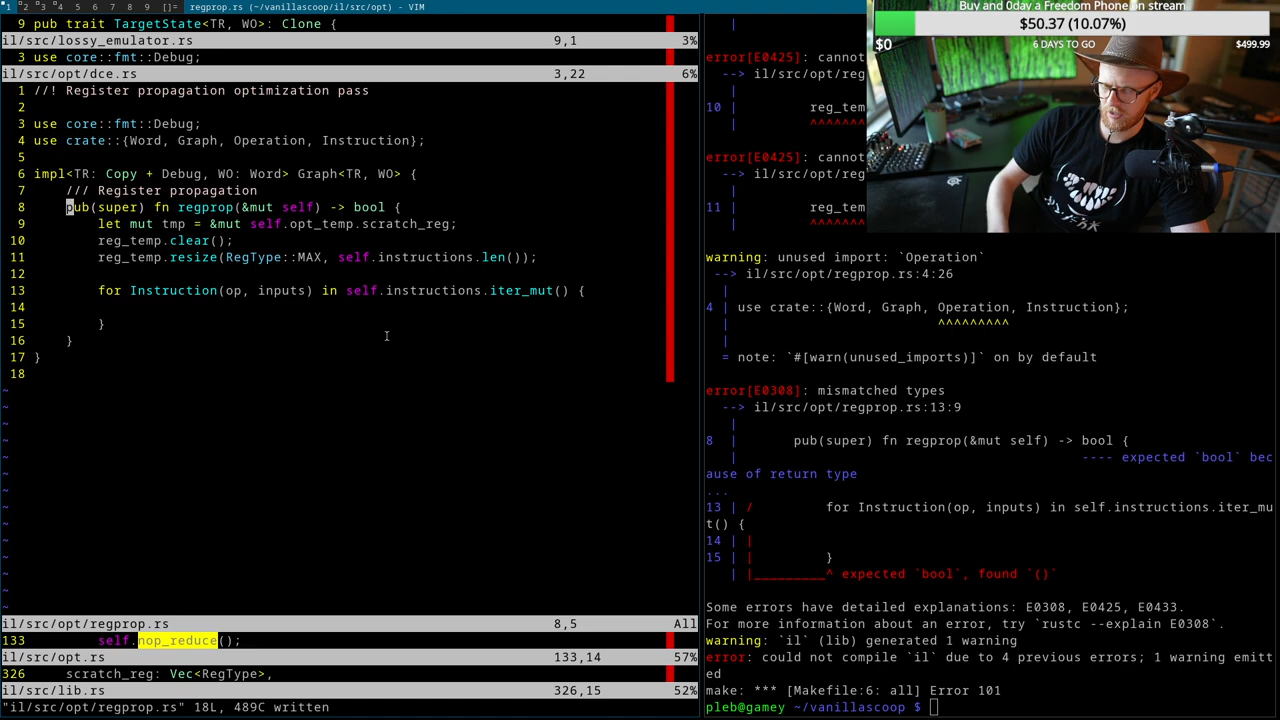 1 2 3 4 5 6 7 8 9 []= regprop.rs (~/vanillascoop/il/src/opt) - VIM
9 pub trait TargetState<TR, WO>: Clone {
il/src/lossy_emulator.rs 9,1 3%
3 use core::fmt::Debug;
il/src/opt/dce.rs 3,22 6%
1 //! Register propagation optimization pass
2
3 use core::fmt::Debug;
4 use crate::{Word, Graph, Operation, Instruction};
5
6 impl<TR: Copy + Debug, WO: Word> Graph<TR, WO> {
7 /// Register propagation
8 pub(super) fn regprop(&mut self) -> bool {
9 let mut tmp = &mut self.opt_temp.scratch_reg;
10 reg_temp.clear();
11 reg_temp.resize(RegType::MAX, self.instructions.len());
12
13 for Instruction(op, inputs) in self.instructions.iter_mut() {
14
15 }
16 }
17 }
18
~
~
~
~
~
~
~
~
~
~
~
~
~
~
il/src/opt/regprop.rs 8,5 All
133 self.nop_reduce();
il/src/opt.rs 133,14 57%
326 scratch_reg: Vec<RegType>,
il/src/lib.rs 326,15 52%
"il/src/opt/regprop.rs" 18L, 489C written
|
error[E0425]: cannot
--> il/src/opt/reg
|
10 | reg_temp
| ^^^^^^^^
error[E0425]: cannot
--> il/src/opt/reg
|
11 | reg_tem
| ^^^^^^^
warning: unused import: `Operation`
--> il/src/opt/regprop.rs:4:26
|
4 | use crate::{Word, Graph, Operation, Instruction};
| ^^^^^^^^^
|
= note: `#[warn(unused_imports)]` on by default
error[E0308]: mismatched types
--> il/src/opt/regprop.rs:13:9
|
8 | pub(super) fn regprop(&mut self) -> bool {
| ---- expected `bool` bec
ause of return type
...
13 | / for Instruction(op, inputs) in self.instructions.iter_mu
t() {
14 | |
15 | | }
| |_________^ expected `bool`, found `()`
Some errors have detailed explanations: E0308, E0425, E0433.
For more information about an error, try `rustc --explain E0308`.
warning: `il` (lib) generated 1 warning
error: could not compile `il` due to 4 previous errors; 1 warning emitt
ed
make: *** [Makefile:6: all] Error 101
pleb@gamey ~/vanillascoop $
Buy and 0day a Freedom Phone on stream
$50.37 (10.07%)
$0 6 DAYS TO GO $499.99